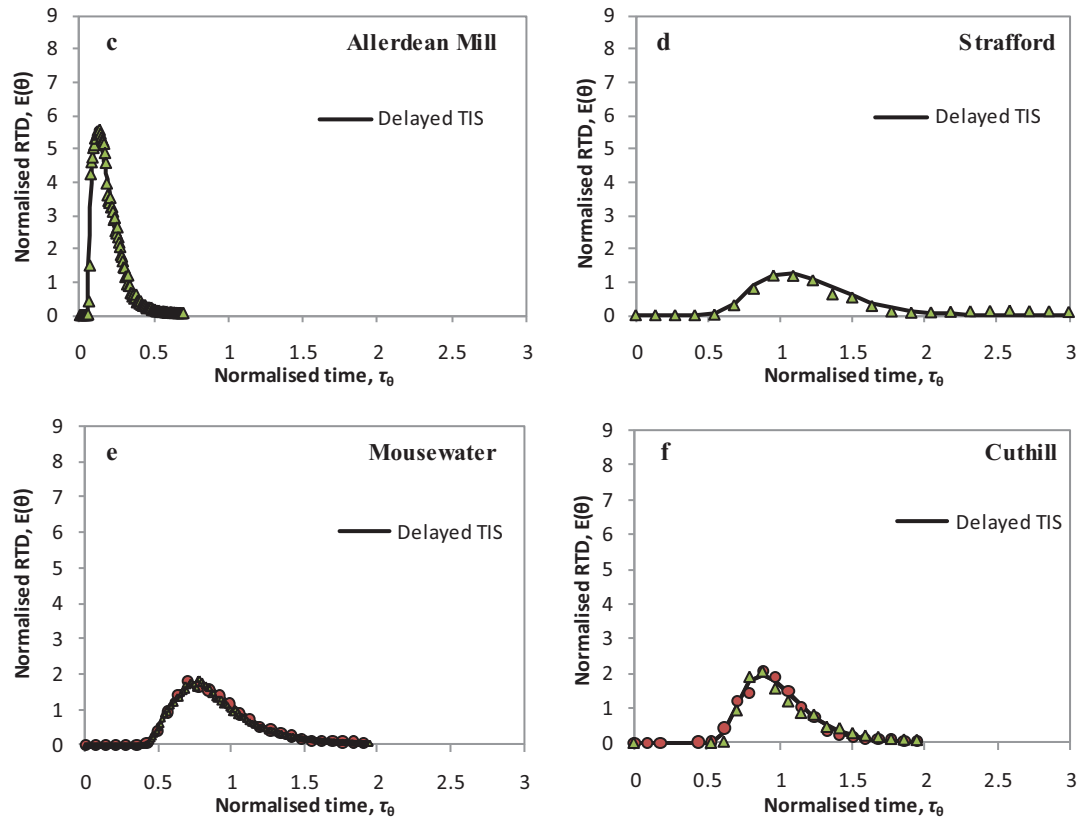 c Allerdean Mill
Normalised RTD, E(θ)
9
8
7
6
5
4
3
2
1
0
Delayed TIS
0 0.5 1 1.5 2 2.5 3
Normalised time, τθ
d Strafford
Normalised RTD, E(θ)
9
8
7
6
5
4
3
2
1
0
Delayed TIS
0 0.5 1 1.5 2 2.5 3
Normalised time, τθ
e Mousewater
Normalised RTD, E(θ)
9
8
7
6
5
4
3
2
1
0
Delayed TIS
0 0.5 1 1.5 2 2.5 3
Normalised time, τθ
f Cuthill
Normalised RTD, E(θ)
9
8
7
6
5
4
3
2
1
0
Delayed TIS
0 0.5 1 1.5 2 2.5 3
Normalised time, τθ